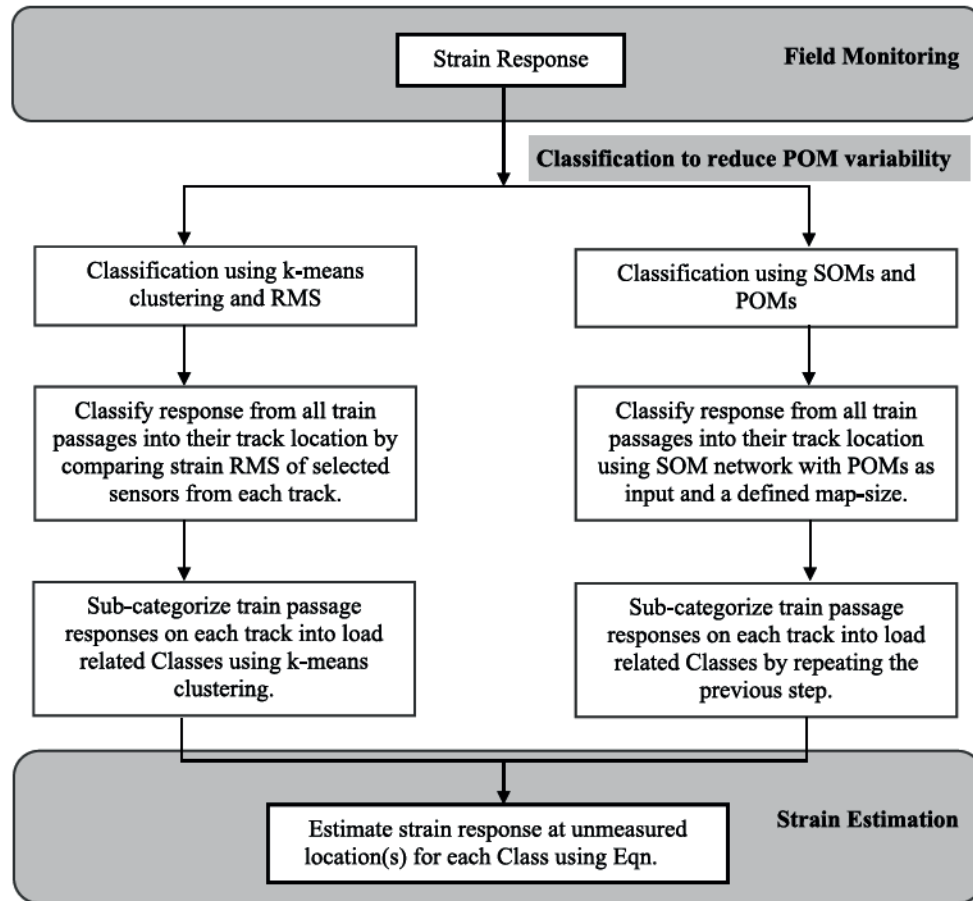 Strain Response
Field Monitoring
Classification to reduce POM variability
Classification using k-means
clustering and RMS
Classification using SOMs and
POMs
Classify response from all train
passages into their track location by
comparing strain RMS of selected
sensors from each track.
Classify response from all train
passages into their track location
using SOM network with POMs as
input and a defined map-size.
Sub-categorize train passage
responses on each track into load
related Classes using k-means
clustering.
Sub-categorize train passage
responses on each track into load
related Classes by repeating the
previous step.
Strain Estimation
Estimate strain response at unmeasured
location(s) for each Class using Eqn.